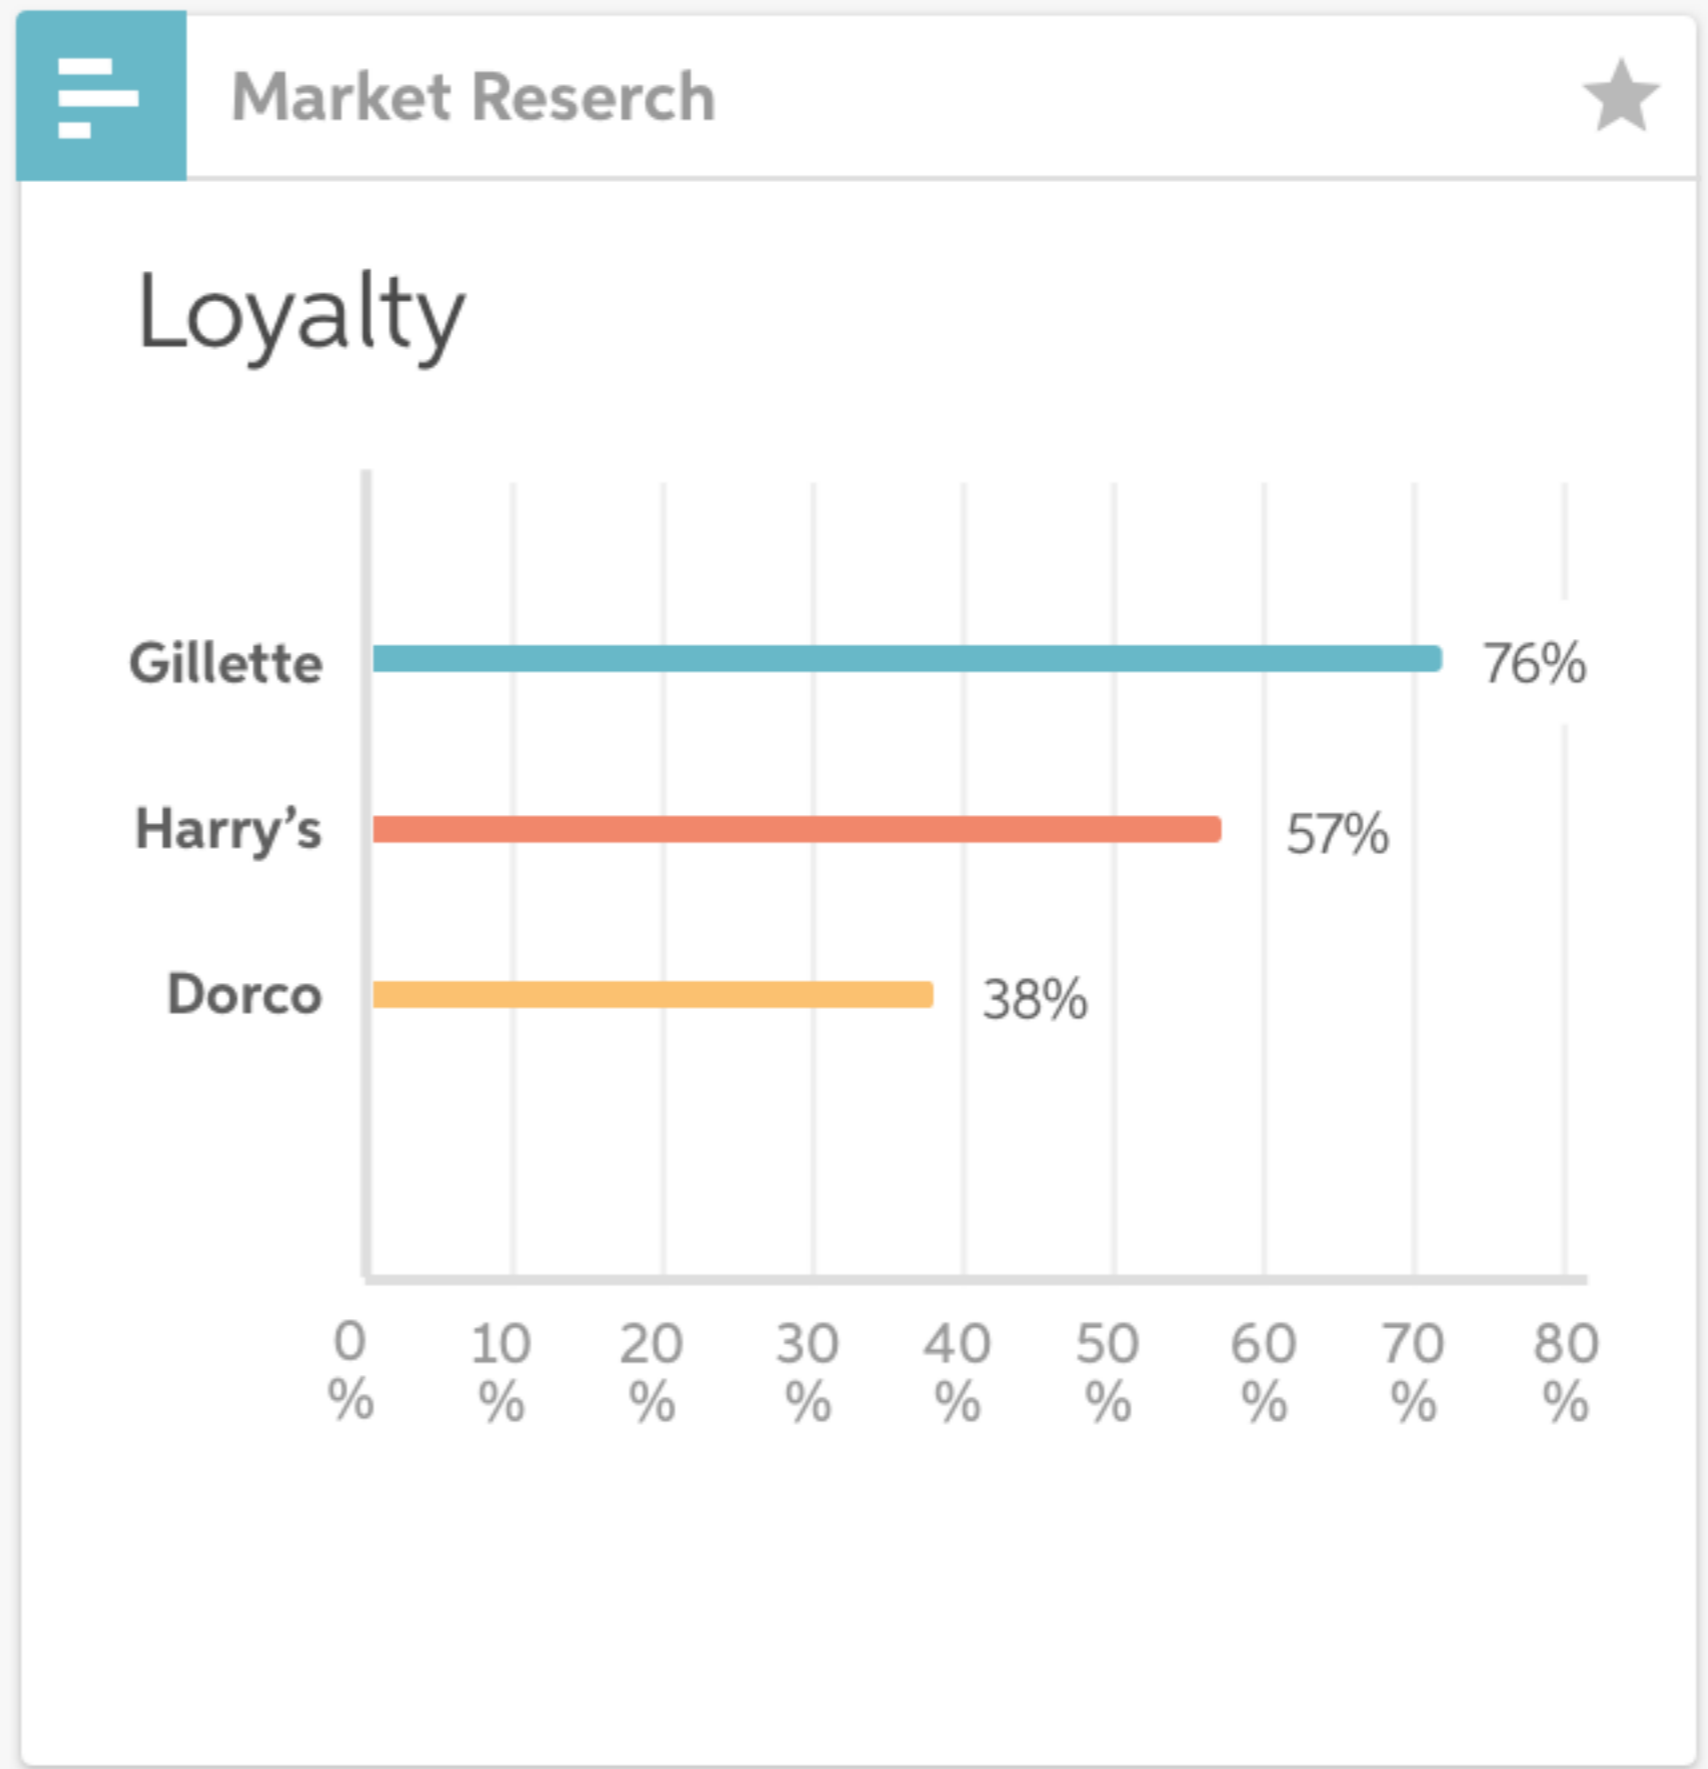 Market Reserch
Loyalty
Gillette 76%
Harry’s 57%
Dorco 38%
0 % 10 % 20 % 30 % 40 % 50 % 60 % 70 % 80 %